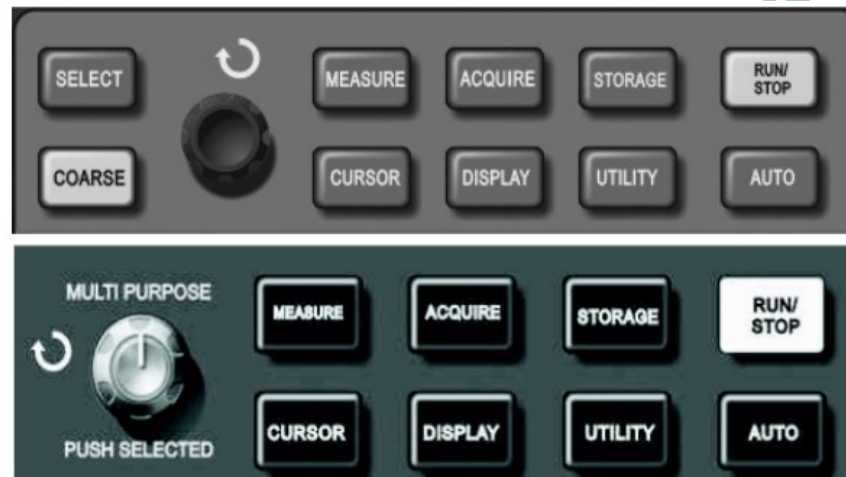 SELECT
MEASURE
ACQUIRE
STORAGE
RUN/
STOP
COARSE
CURSOR
DISPLAY
UTILITY
AUTO
MULTI PURPOSE
MEASURE
ACQUIRE
STORAGE
RUN/
STOP
PUSH SELECTED
CURSOR
DISPLAY
UTILITY
AUTO